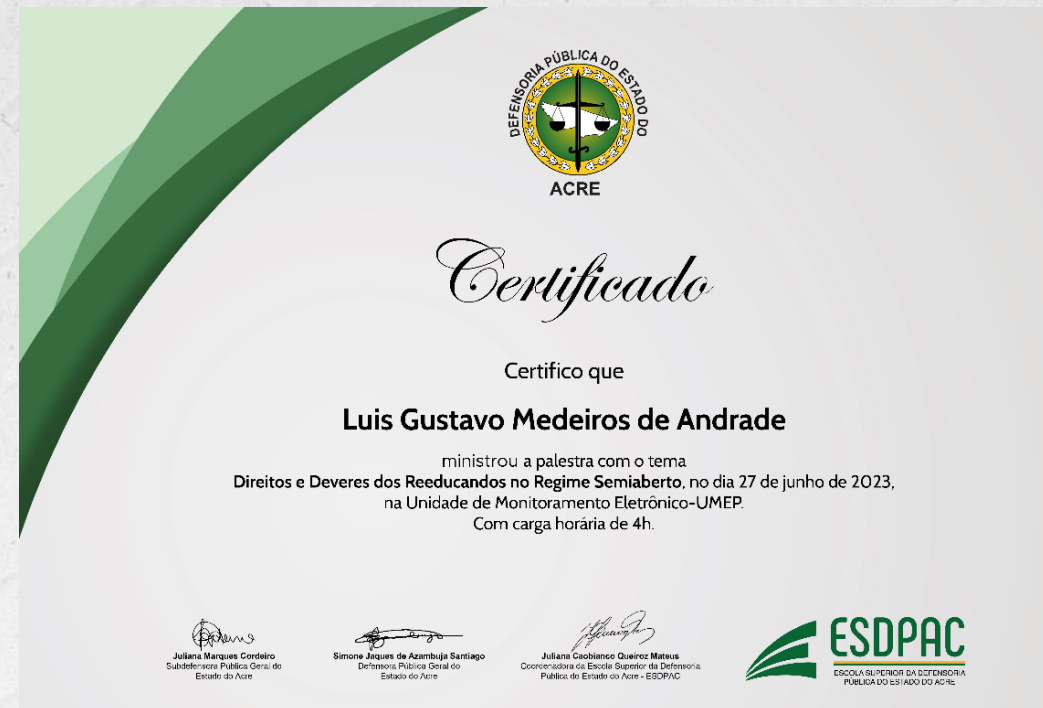 DEFENSORIA PÚBLICA DO ESTADO DO
ACRE
Certificado
Certifico que
Luis Gustavo Medeiros de Andrade
ministrou a palestra com o tema
Direitos e Deveres dos Reeducandos no Regime Semiaberto, no dia 27 de junho de 2023,
na Unidade de Monitoramento Eletrônico-UMEP.
Com carga horária de 4h.
Juliana Marques Cordeiro
Subdefensora Pública Geral do
Estado do Acre
Simone Jaques de Azambuja Santiago
Defensora Pública Geral do
Estado do Acre
Juliana Caobianco Queiroz Mateus
Coordenadora da Escola Superior da Defensoria
Pública do Estado do Acre - ESDPAC
ESDPAC
ESCOLA SUPERIOR DA DEFENSORIA
PÚBLICA DO ESTADO DO ACRE